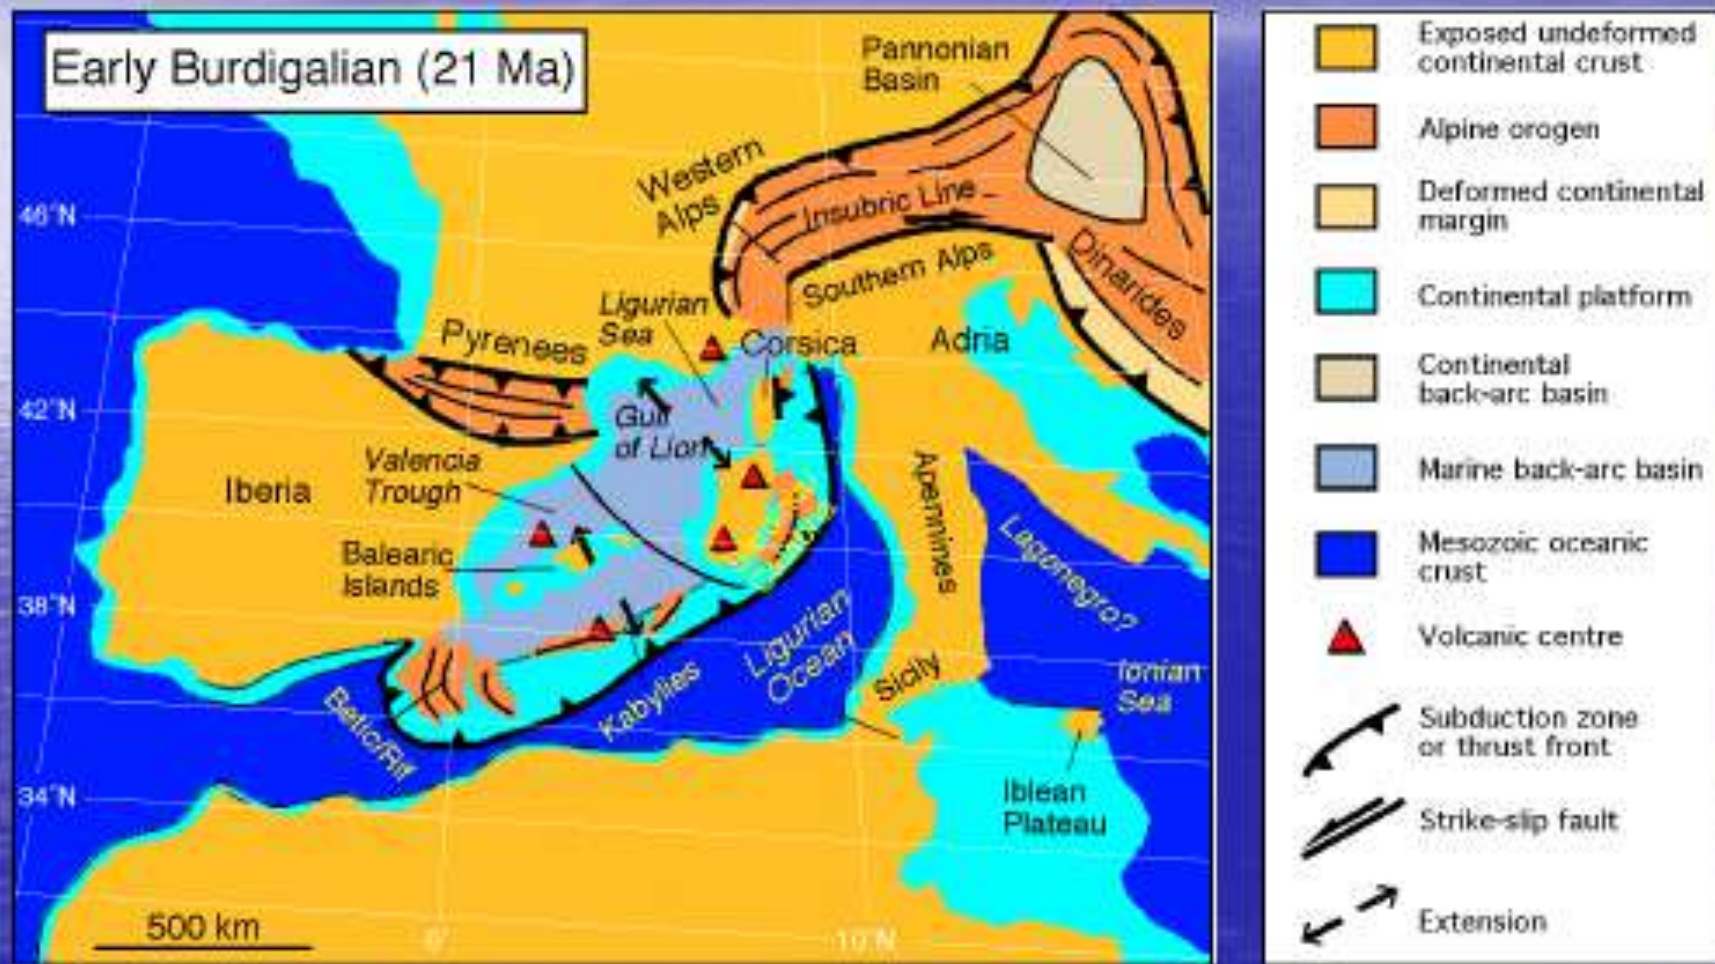 Early Burdigalian (21 Ma)
Pannonian
Basin
Western
Alps
Insubric Line
Southern Alps
Dinarides
Ligurian
Sea
Corsica
Adria
Pyrenees
Gulf
of Lion
Valencia
Trough
Iberia
Balearic
Islands
Apennines
Lagonegro?
Ligurian
Ocean
Kabylies
Betic/Rif
Sicily
Ionian
Sea
Iblean
Plateau
46°N
42°N
38°N
34°N
500 km
0°
10°N
Exposed undeformed
continental crust
Alpine orogen
Deformed continental
margin
Continental platform
Continental
back-arc basin
Marine back-arc basin
Mesozoic oceanic
crust
Volcanic centre
Subduction zone
or thrust front
Strike-slip fault
Extension